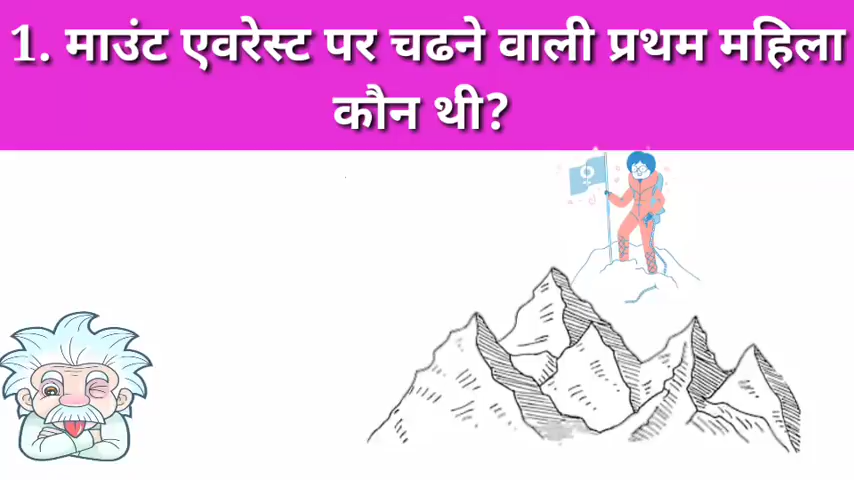 1. माउंट एवरेस्ट पर चढने वाली प्रथम महिला
कौन थी?